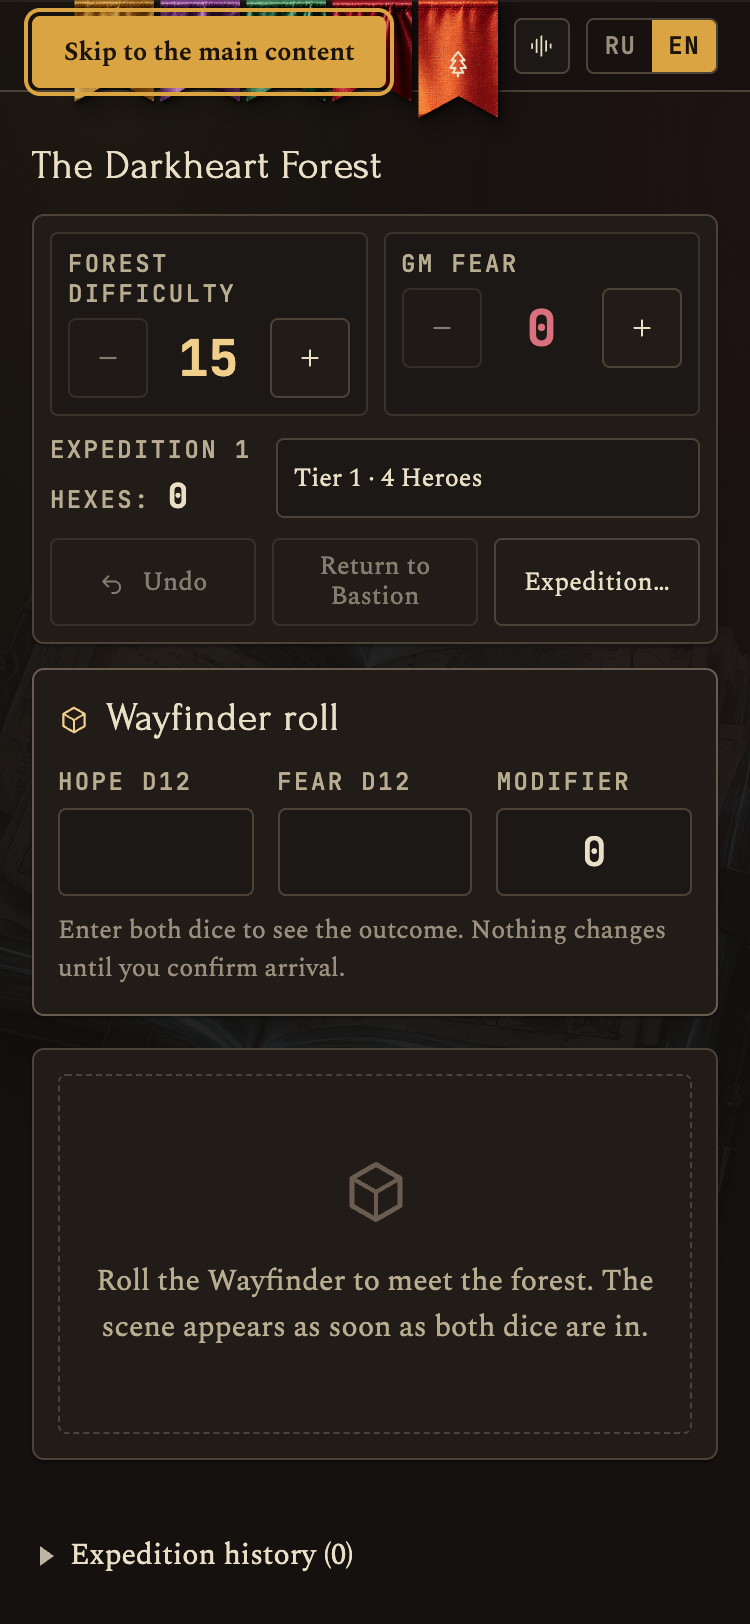 Skip to the main content
RU
EN
The Darkheart Forest
FOREST
DIFFICULTY
GM FEAR
−
15
+
−
0
+
EXPEDITION 1
HEXES: 0
Tier 1 · 4 Heroes
Undo
Return to
Bastion
Expedition…
Wayfinder roll
HOPE D12
FEAR D12
MODIFIER
0
Enter both dice to see the outcome. Nothing changes
until you confirm arrival.
Roll the Wayfinder to meet the forest. The
scene appears as soon as both dice are in.
Expedition history (0)